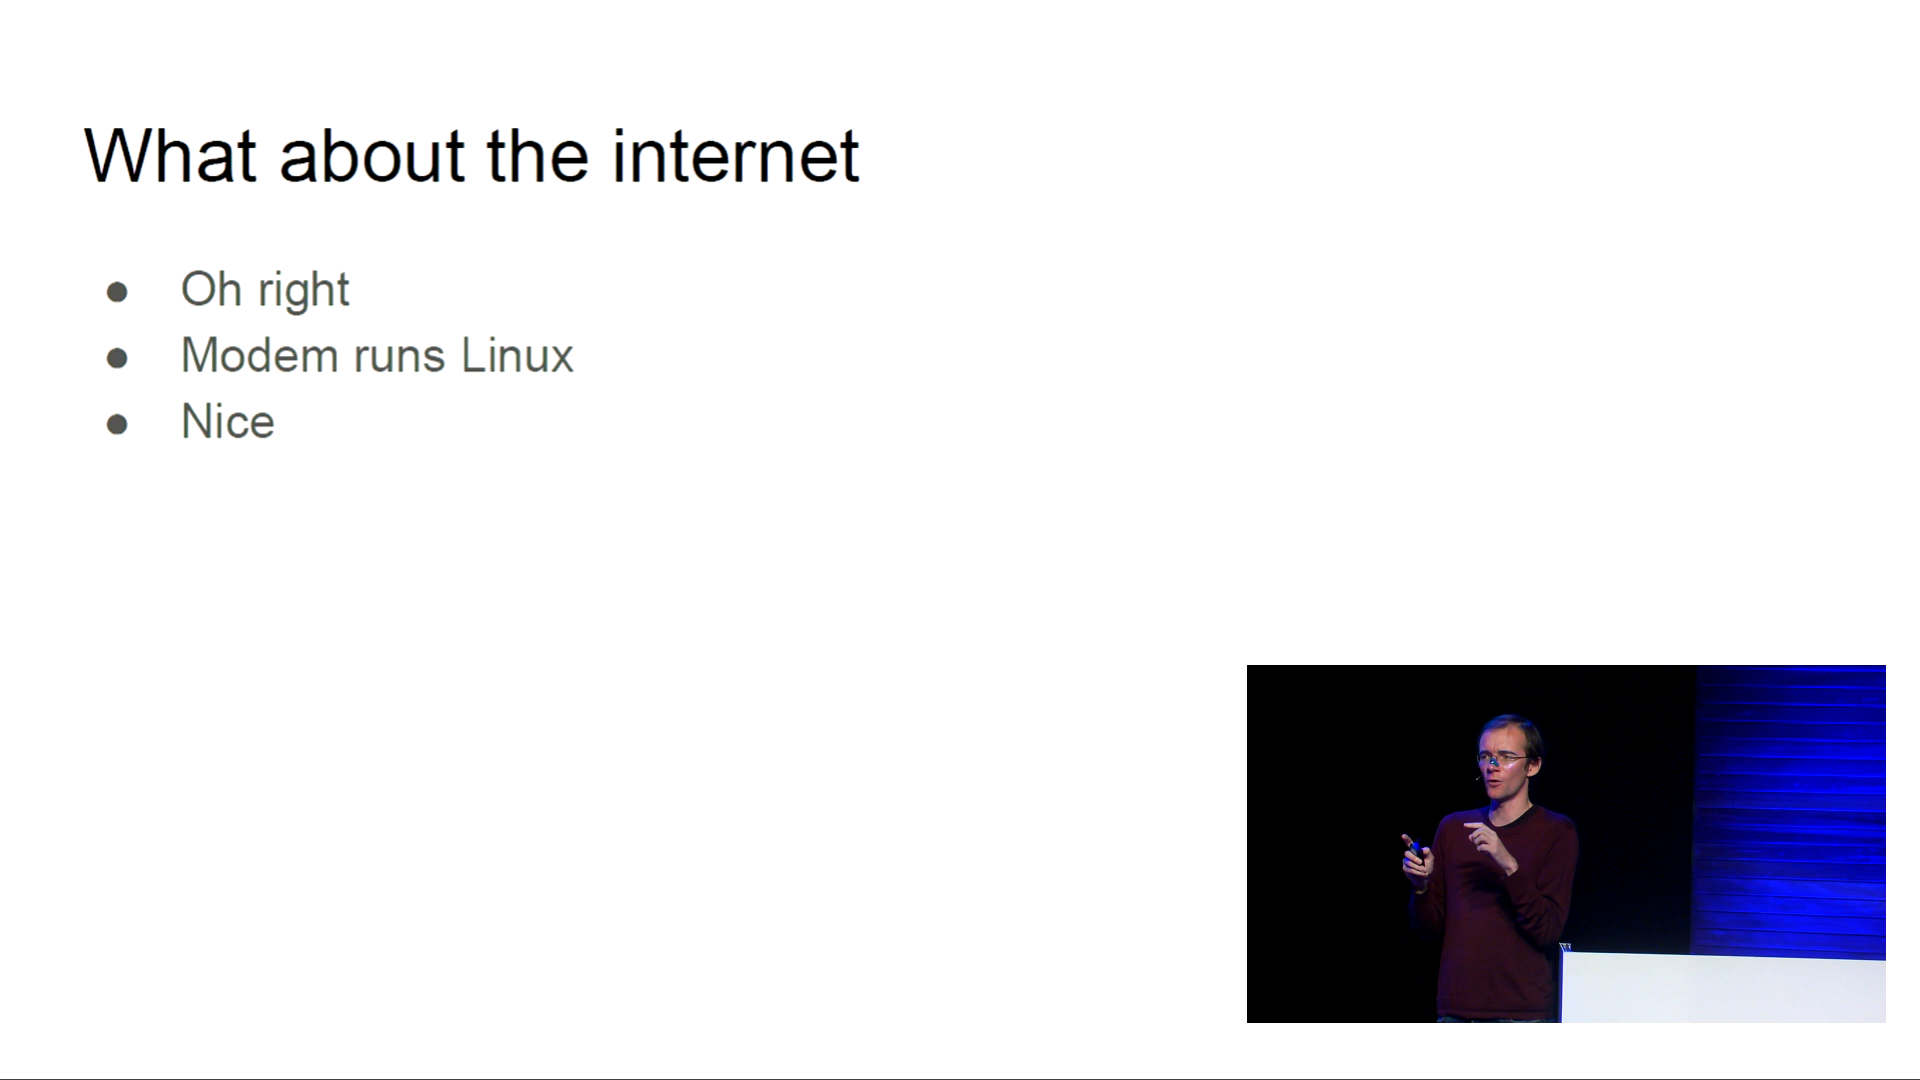 What about the internet
● Oh right
● Modem runs Linux
● Nice